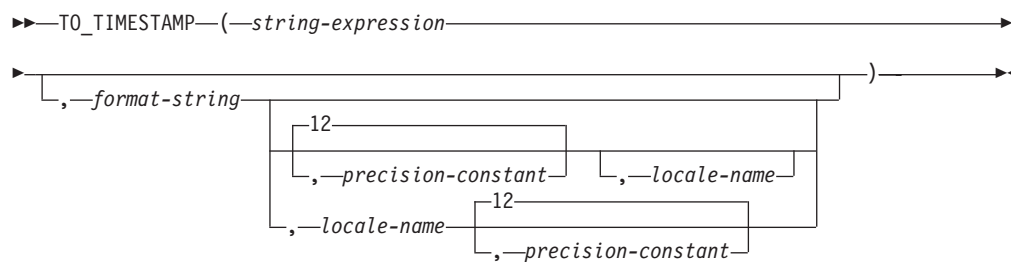 TO_TIMESTAMP ( string-expression
)
, format-string
12
, precision-constant , locale-name
12
, locale-name
, precision-constant